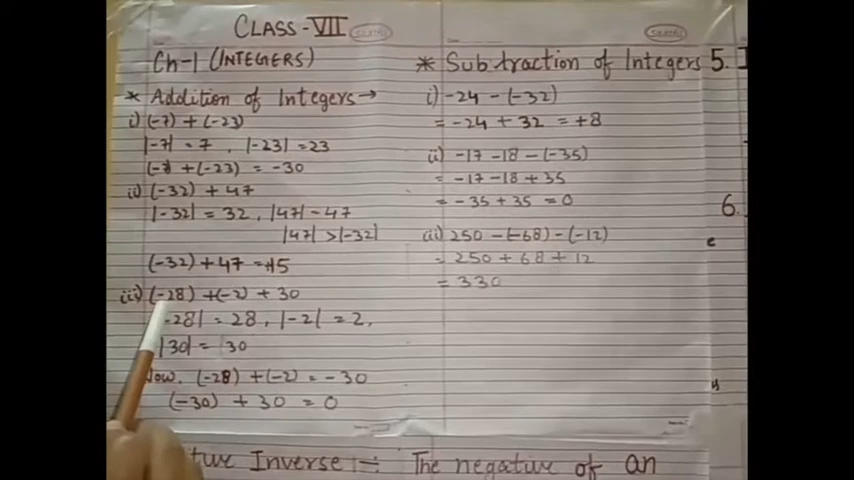 CLASS-VII
Ch-1 (INTEGERS)
* Addition of Integers →
i) (-7) + (-23)
|-7| = 7, |-23| = 23
(-7) + (-23) = -30
ii) (-32) + 47
|-32| = 32, |47| - 47
|47| > |-32|
(-32) + 47 = +15
iii) (-28) + (-2) + 30
-28| = 28, |-2| = 2,
|30| = 30
Now, (-28) + (-2) = -30
(-30) + 30 = 0
* Subtraction of Integers
i) -24 - (-32)
= -24 + 32 = +8
ii) -17 - 18 - (-35)
= -17 - 18 + 35
= -35 + 35 = 0
iii) 250 - (-68) - (-12)
= 250 + 68 + 12
= 330
5.
6.
Inverse :- The negative of an